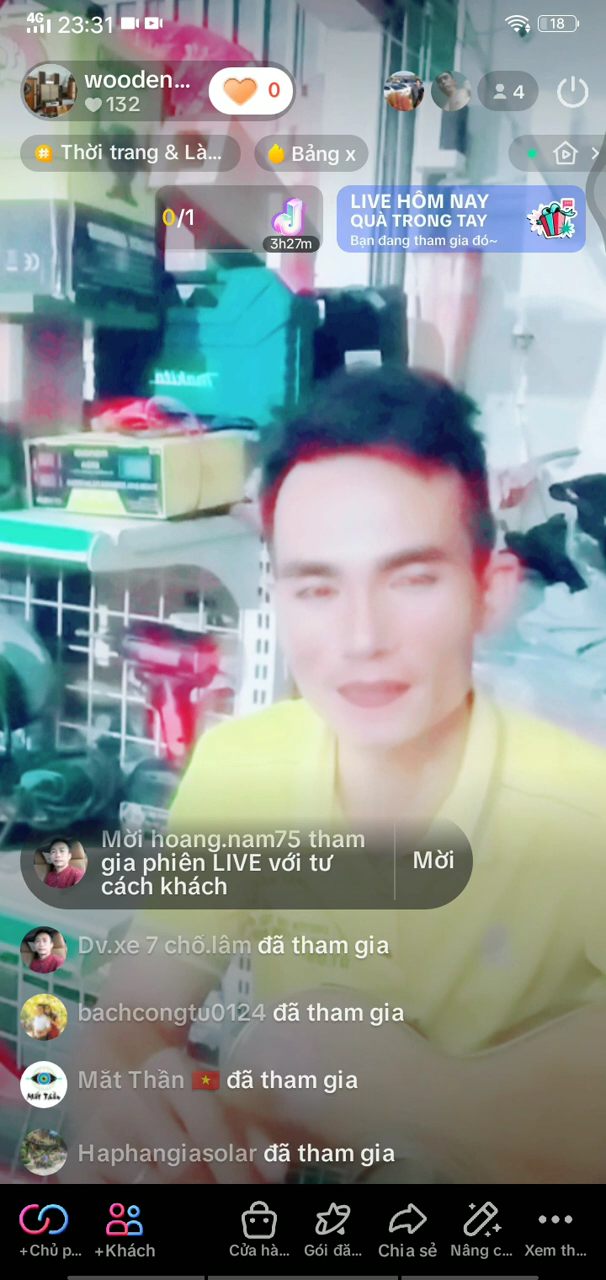 4G 23:31 18
wooden...
132
0
4
Thời trang & Là...
Bảng x
0/1
3h27m
LIVE HÔM NAY
QUÀ TRONG TAY
Bạn đang tham gia đó~
makita
Mời hoang.nam75 tham
gia phiên LIVE với tư
cách khách
Mời
Dv.xe 7 chỗ.lâm đã tham gia
bachcongtu0124 đã tham gia
Măt Thần 🇻🇳 đã tham gia
Mắt Thần
Haphangiasolar đã tham gia
+Chủ p...
+Khách
Cửa hà...
Gói đă...
Chia sẻ
Nâng c...
Xem th...